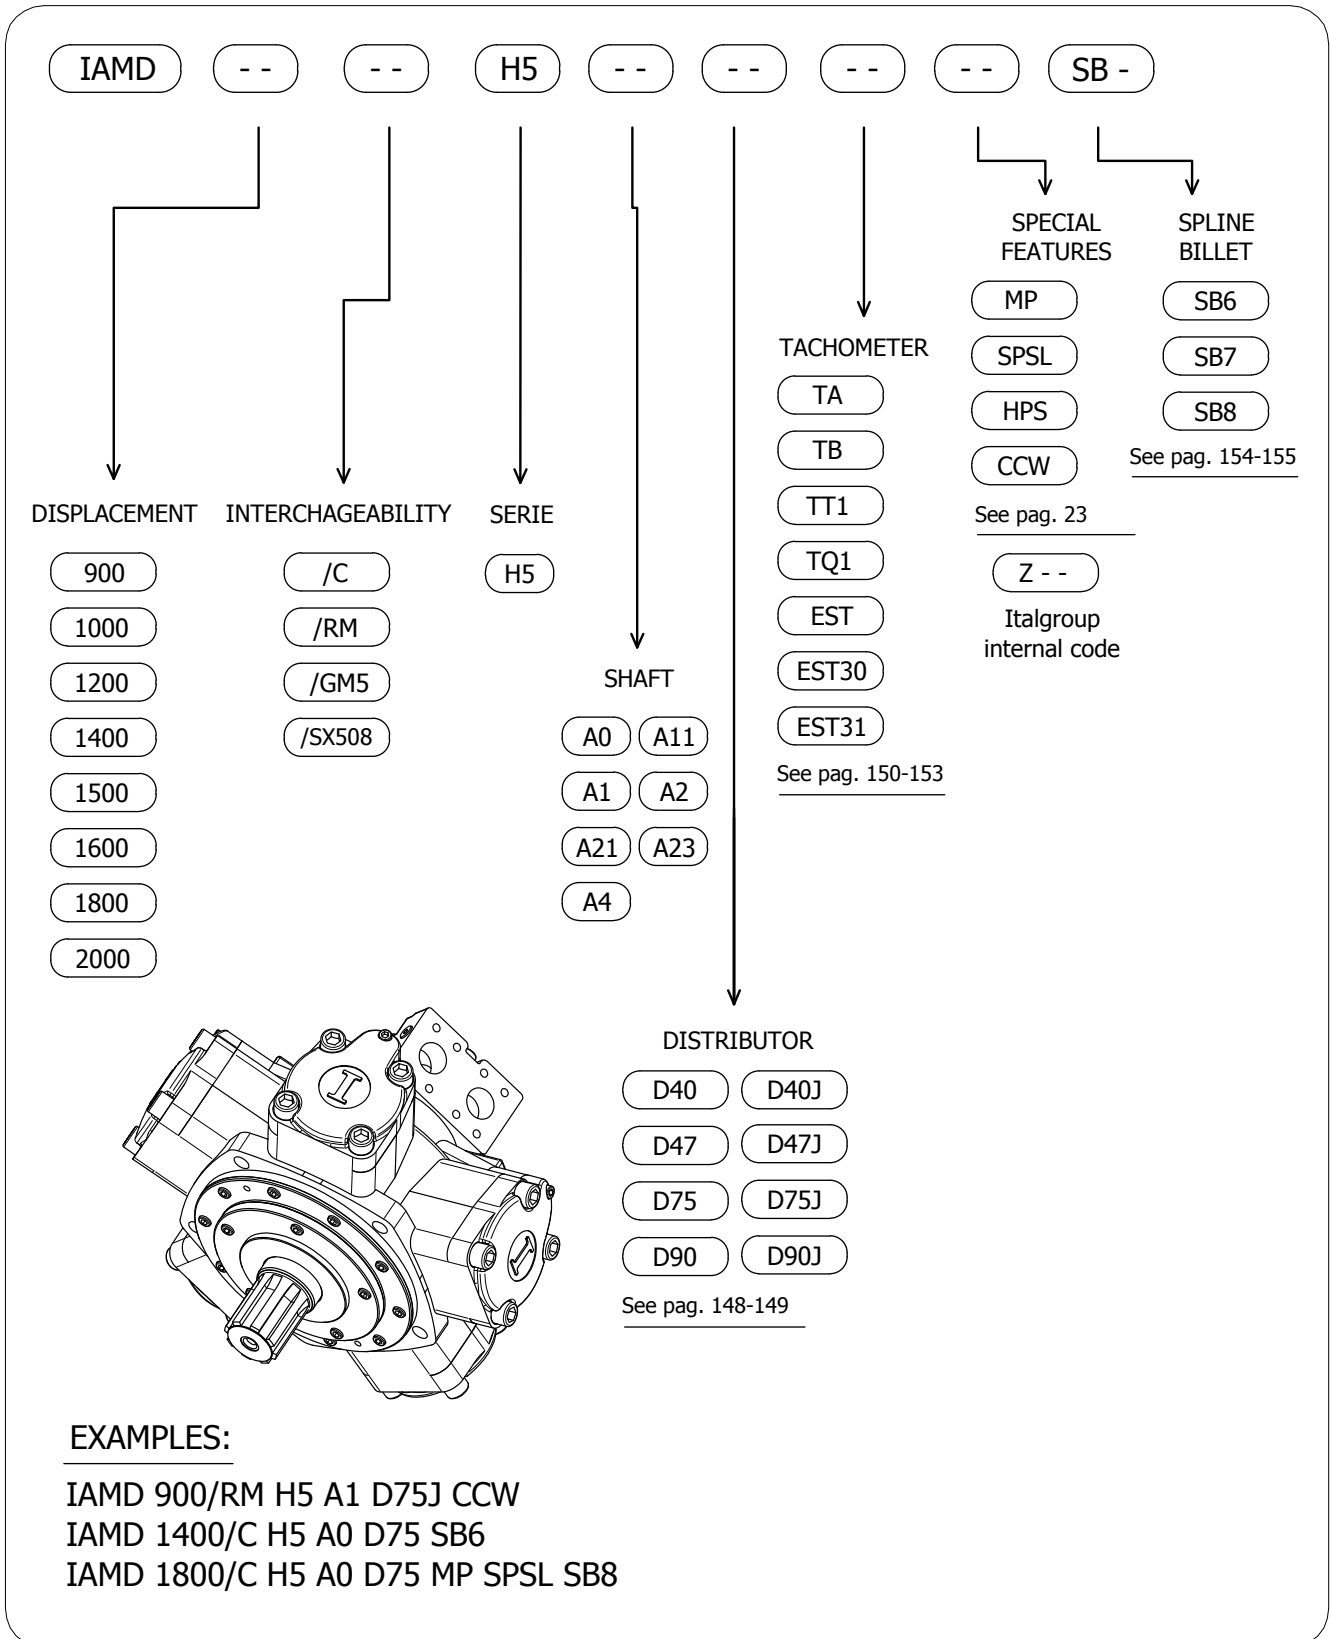 IAMD -- -- H5 -- -- -- -- SB -
SPECIAL
FEATURES
MP
SPSL
HPS
CCW
See pag. 23
Z - -
Italgroup
internal code
SPLINE
BILLET
SB6
SB7
SB8
See pag. 154-155
TACHOMETER
TA
TB
TT1
TQ1
EST
EST30
EST31
See pag. 150-153
DISPLACEMENT
900
1000
1200
1400
1500
1600
1800
2000
INTERCHAGEABILITY
/C
/RM
/GM5
/SX508
SERIE
H5
SHAFT
A0 A11
A1 A2
A21 A23
A4
DISTRIBUTOR
D40 D40J
D47 D47J
D75 D75J
D90 D90J
See pag. 148-149
I
I
EXAMPLES:
IAMD 900/RM H5 A1 D75J CCW
IAMD 1400/C H5 A0 D75 SB6
IAMD 1800/C H5 A0 D75 MP SPSL SB8